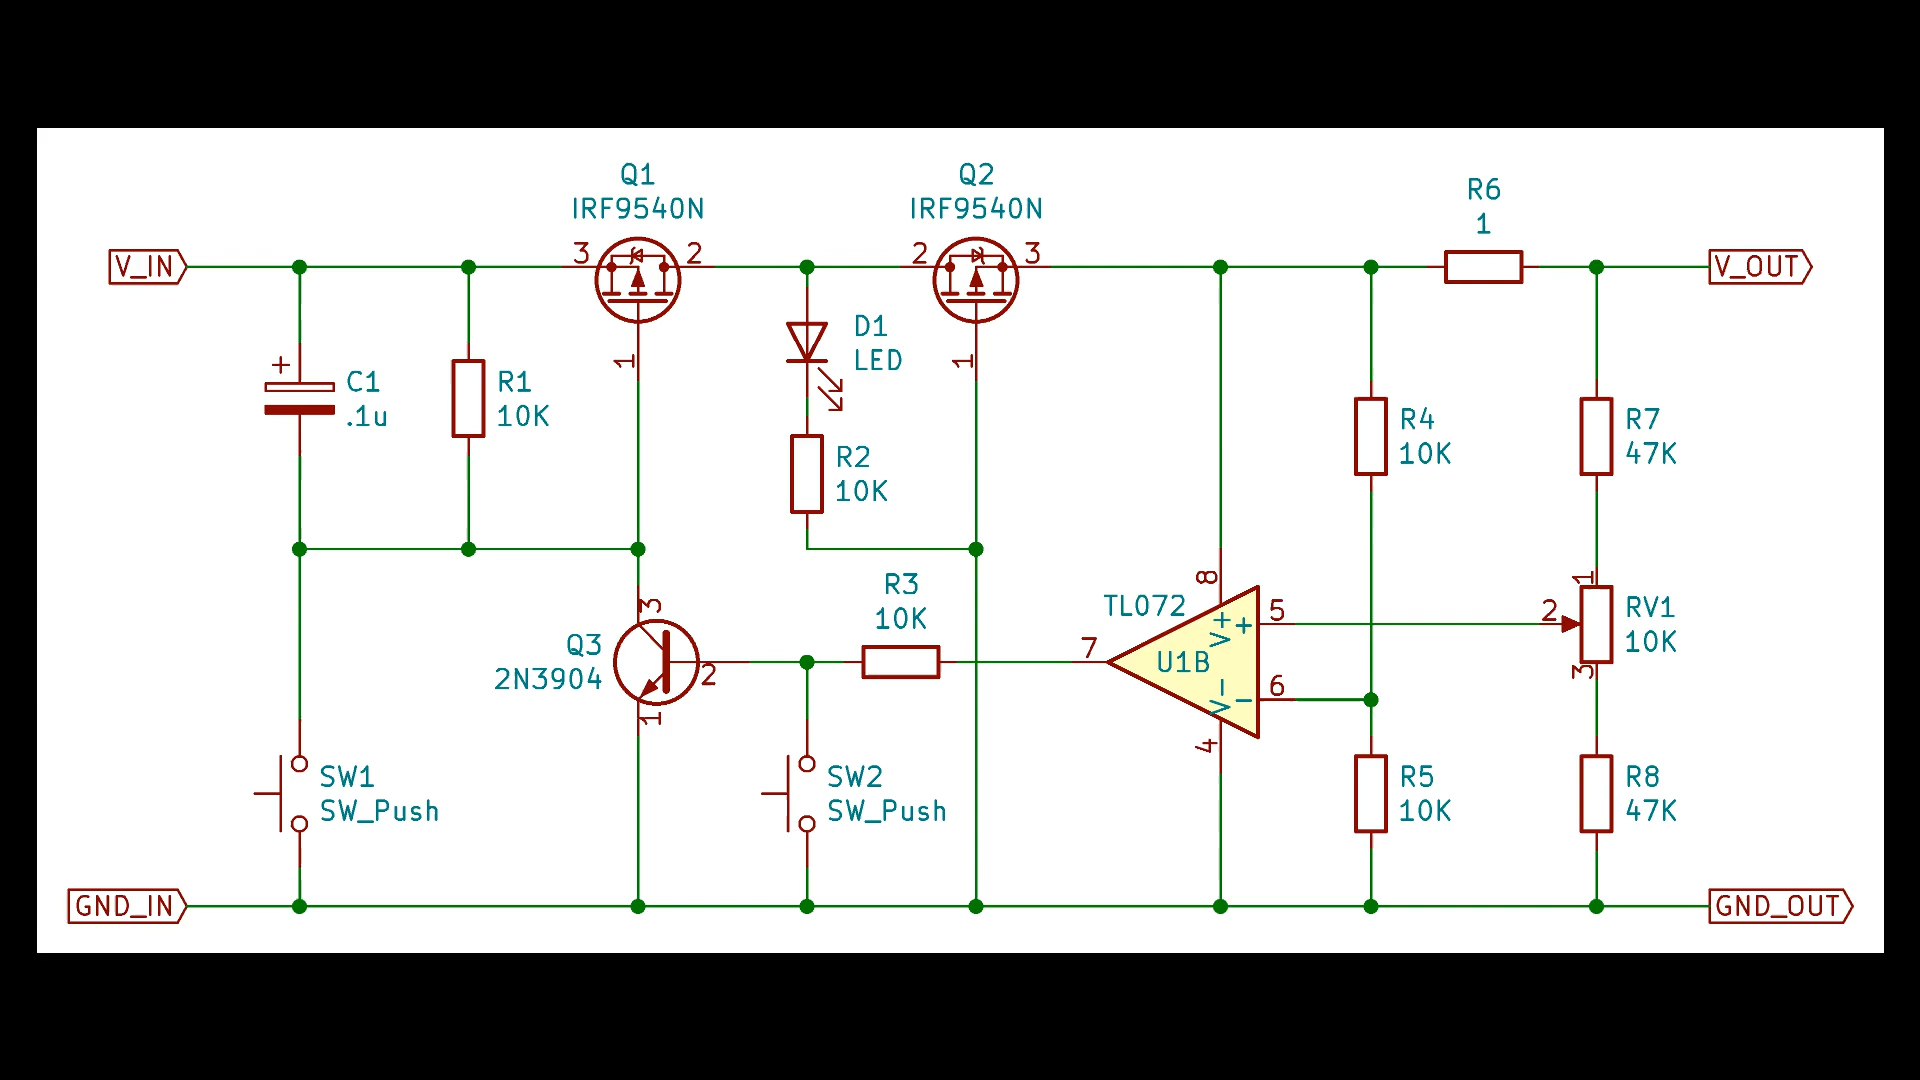 Q1
IRF9540N
Q2
IRF9540N
R6
1
V_IN
3
2
2
3
V_OUT
+
C1
.1u
R1
10K
1
D1
LED
1
R2
10K
R4
10K
R7
47K
Q3
2N3904
3
2
1
R3
10K
7
TL072
8
V+
+
5
U1B
V-
-
6
4
1
2
RV1
10K
3
SW1
SW_Push
SW2
SW_Push
R5
10K
R8
47K
GND_IN
GND_OUT